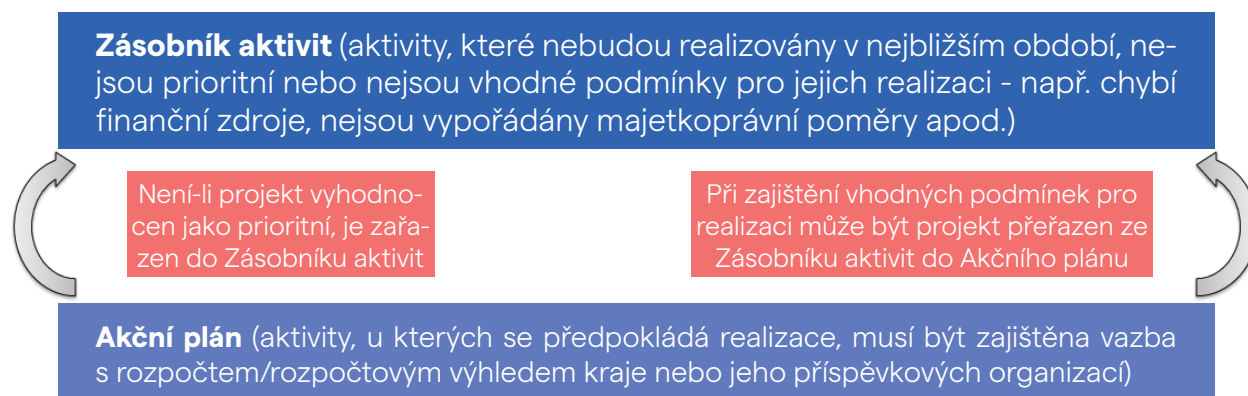 Zásobník aktivit (aktivity, které nebudou realizovány v nejbližším období, ne-
jsou prioritní nebo nejsou vhodné podmínky pro jejich realizaci - např. chybí
finanční zdroje, nejsou vypořádány majetkoprávní poměry apod.)
Není-li projekt vyhodno-
cen jako prioritní, je zařa-
zen do Zásobníku aktivit
Při zajištění vhodných podmínek pro
realizaci může být projekt přeřazen ze
Zásobníku aktivit do Akčního plánu
Akční plán (aktivity, u kterých se předpokládá realizace, musí být zajištěna vazba
s rozpočtem/rozpočtovým výhledem kraje nebo jeho příspěvkových organizací)